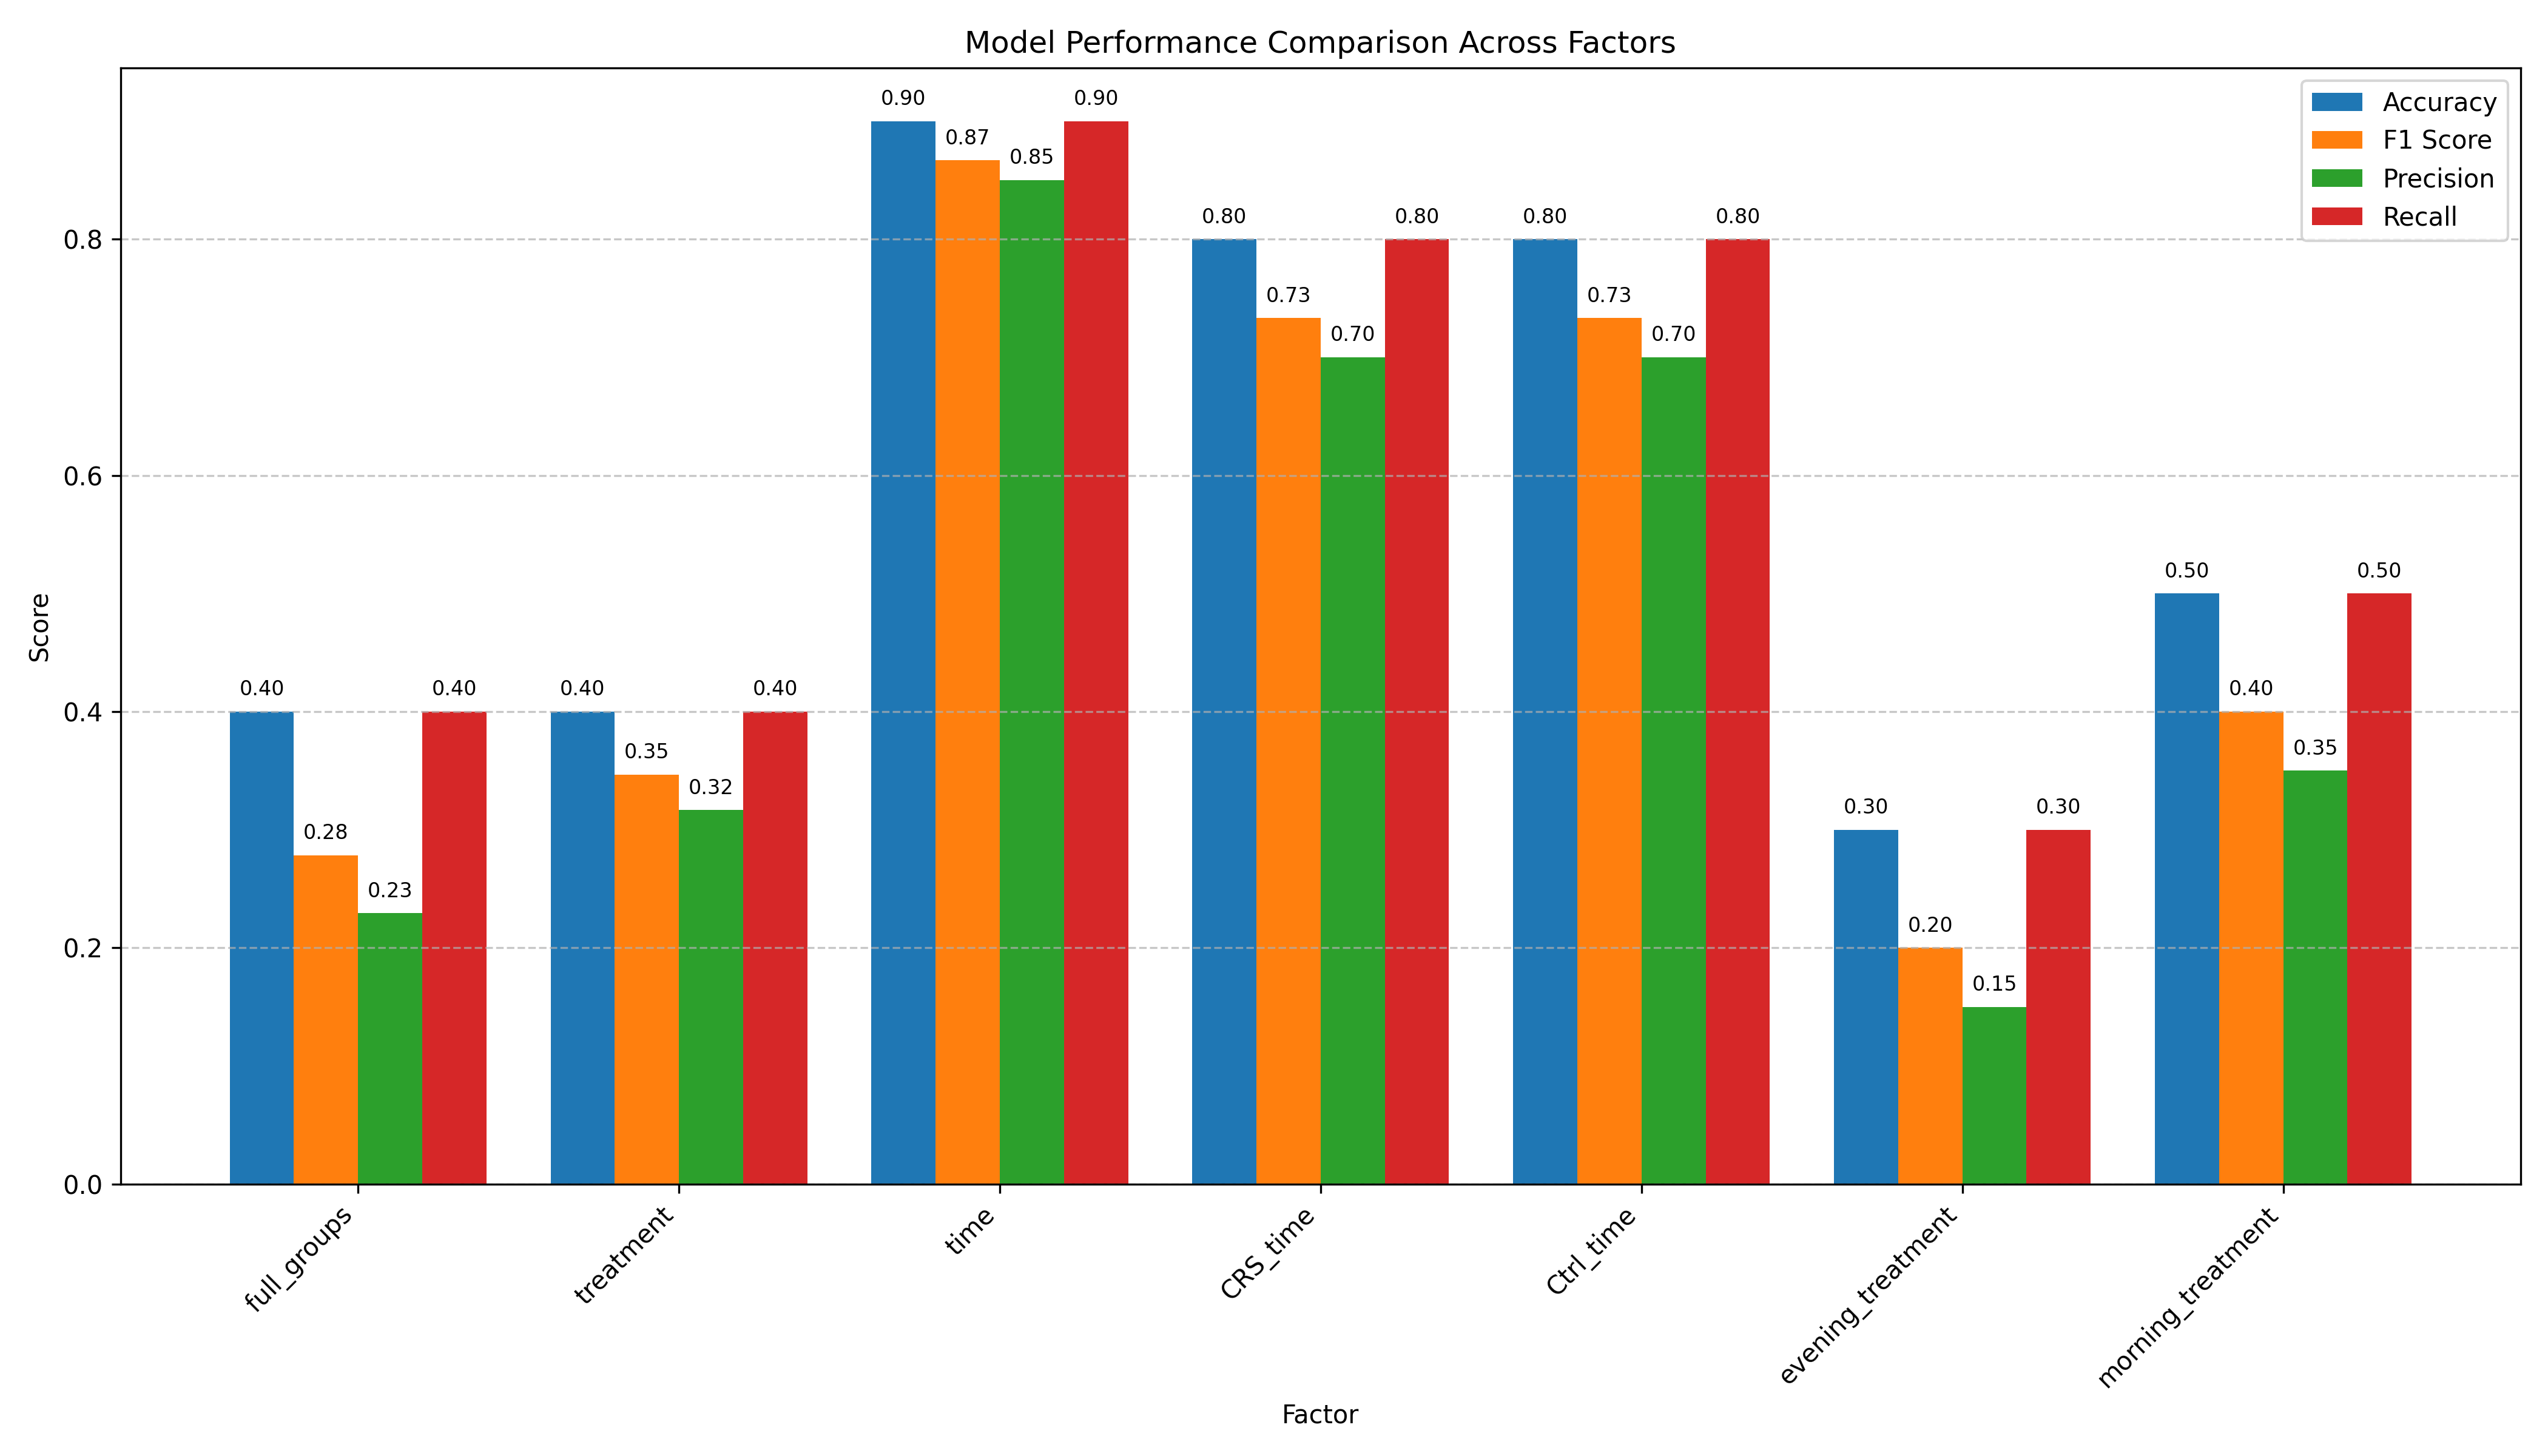 Model Performance Comparison Across Factors
Accuracy
F1 Score
Precision
Recall
Score
0.8
0.6
0.4
0.2
0.0
0.40
0.28
0.23
0.40
0.40
0.35
0.32
0.40
0.90
0.87
0.85
0.90
0.80
0.73
0.70
0.80
0.80
0.73
0.70
0.80
0.30
0.20
0.15
0.30
0.50
0.40
0.35
0.50
full_groups
treatment
time
CRS_time
Ctrl_time
evening_treatment
morning_treatment
Factor